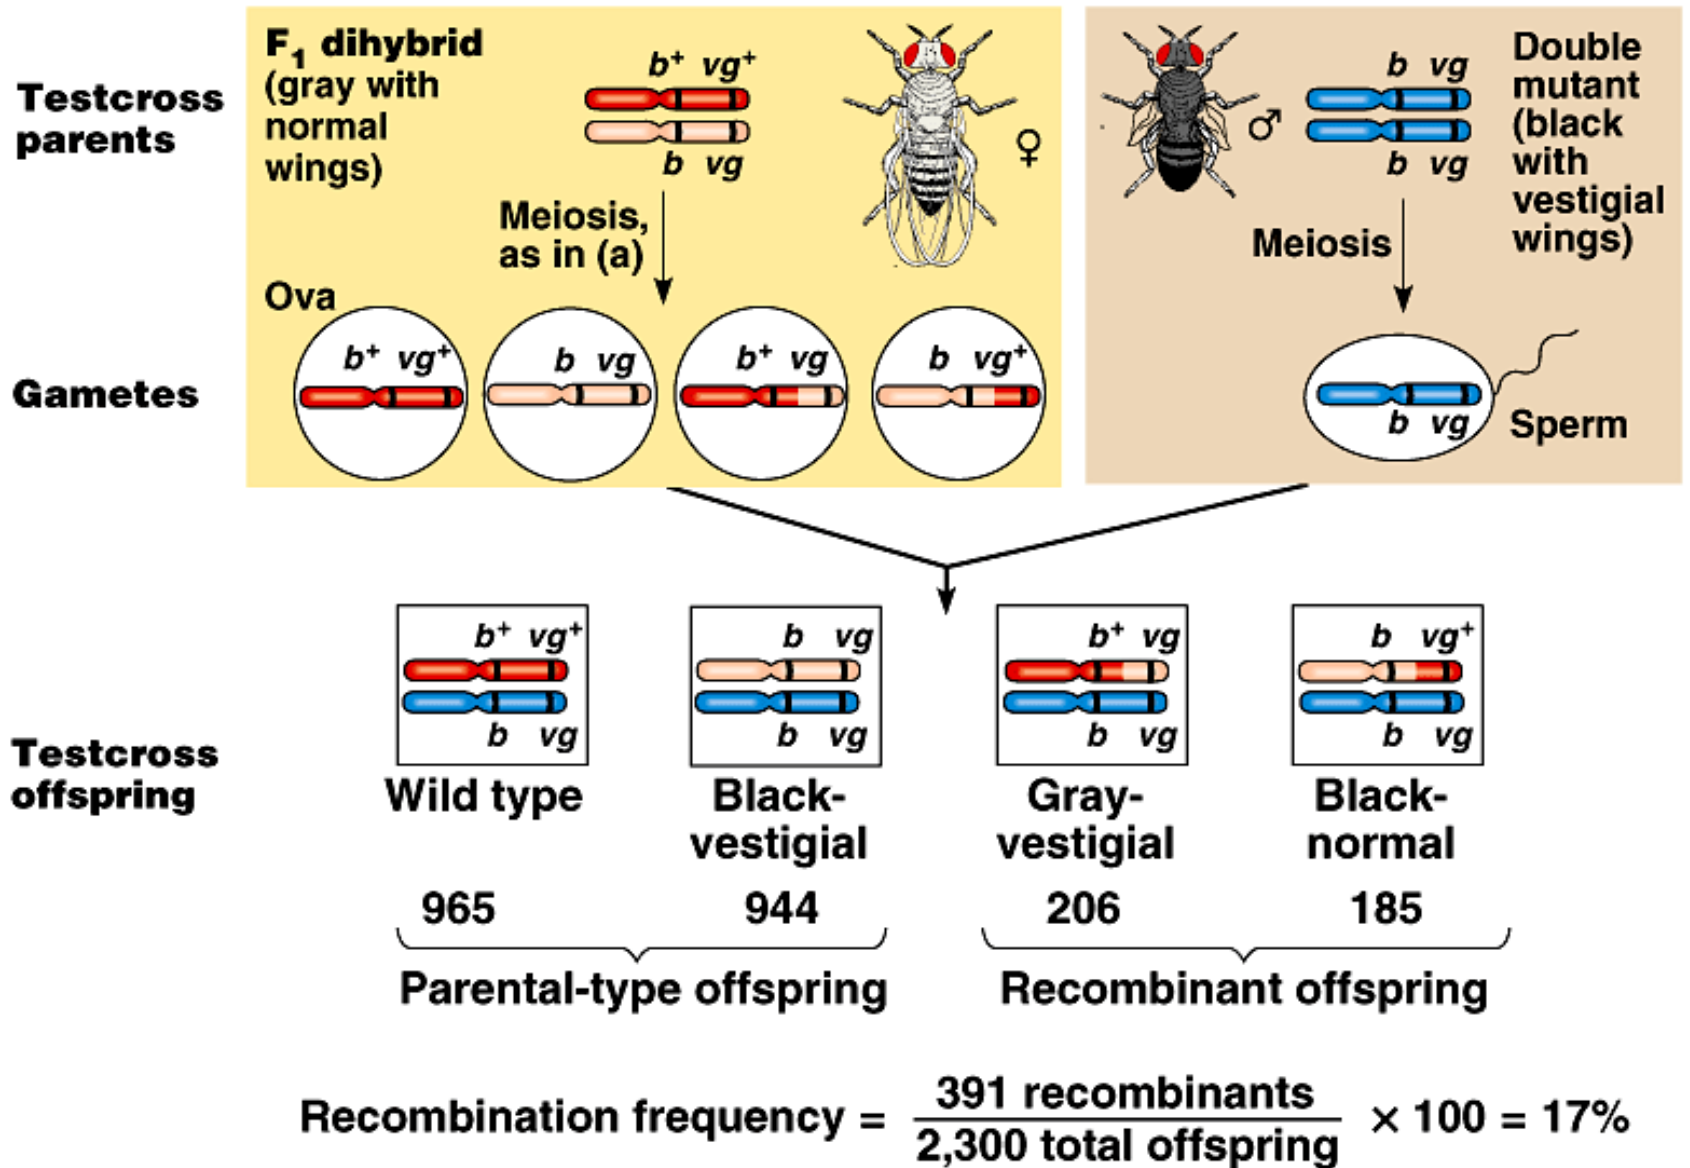 Testcross
parents
F1 dihybrid
(gray with
normal
wings)
b+ vg+
b vg
♀
Meiosis,
as in (a)
♂
b vg
b vg
Double
mutant
(black
with
vestigial
wings)
Meiosis
Ova
Gametes
b+ vg+
b vg
b+ vg
b vg+
b vg
Sperm
Testcross
offspring
b+ vg+
b vg
Wild type
b vg
b vg
Black-
vestigial
b+ vg
b vg
Gray-
vestigial
b vg+
b vg
Black-
normal
965
944
206
185
Parental-type offspring
Recombinant offspring
Recombination frequency = 391 recombinants / 2,300 total offspring × 100 = 17%